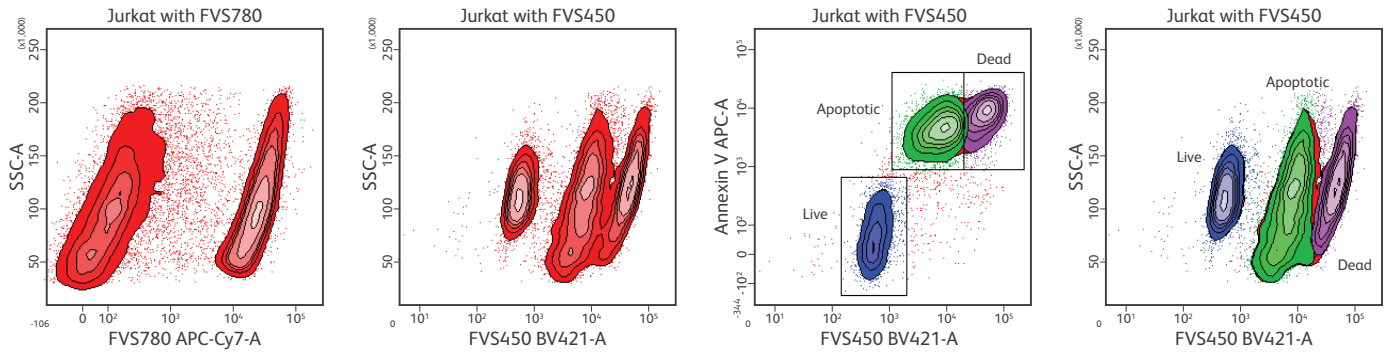 Jurkat with FVS780
(x1,000)
250
200
150
100
50
SSC-A
-106
0
10²
10³
10⁴
10⁵
FVS780 APC-Cy7-A
Jurkat with FVS450
(x1,000)
250
200
150
100
50
SSC-A
0
10¹
10²
10³
10⁴
10⁵
FVS450 BV421-A
Jurkat with FVS450
10⁵
10⁴
10³
10²
0
-10²
-344
Annexin V APC-A
Dead
Apoptotic
Live
0
10¹
10²
10³
10⁴
10⁵
FVS450 BV421-A
Jurkat with FVS450
(x1,000)
250
200
150
100
50
SSC-A
Apoptotic
Live
Dead
0
10¹
10²
10³
10⁴
10⁵
FVS450 BV421-A